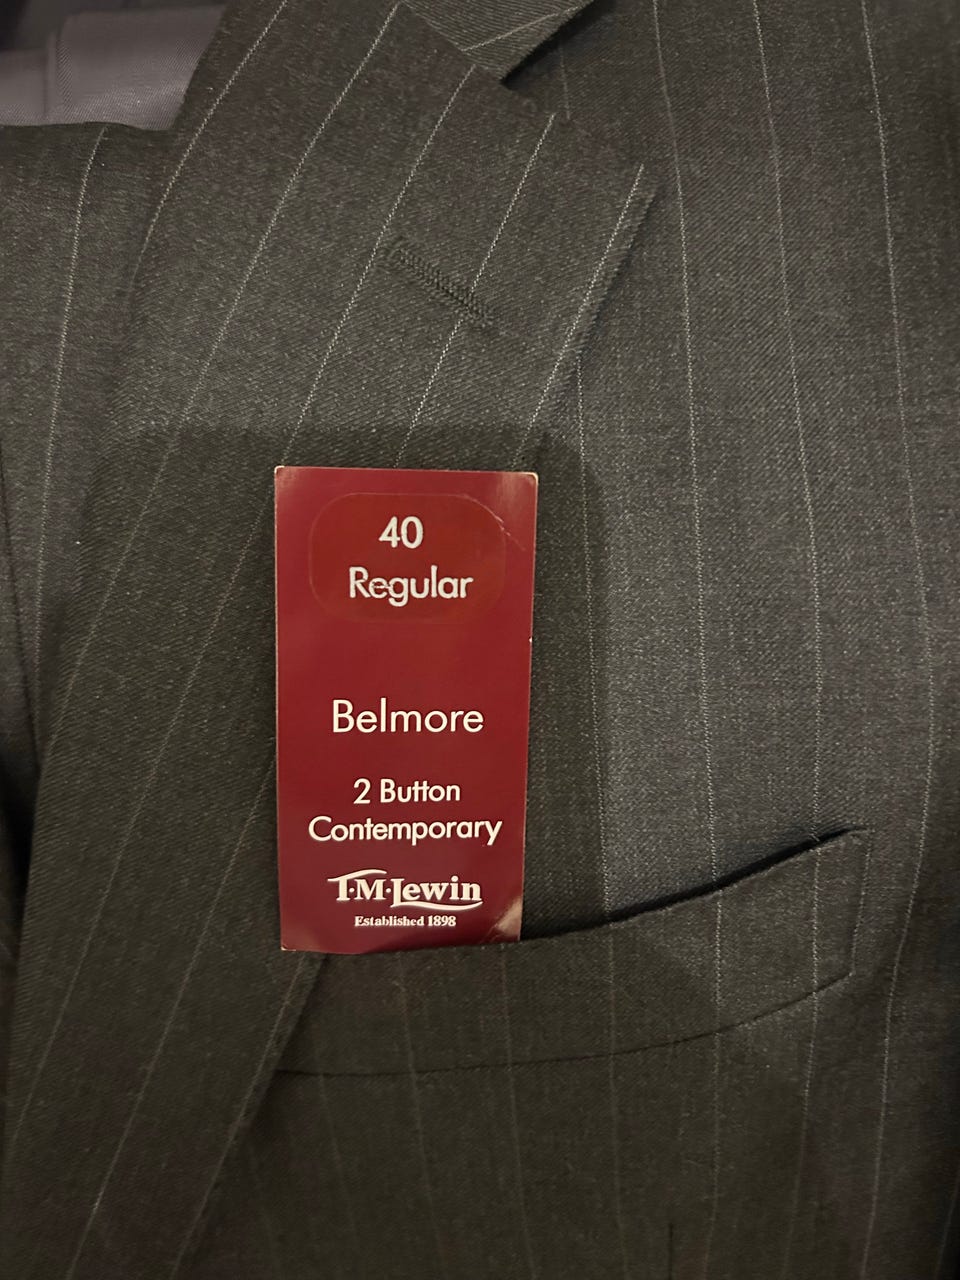 40
Regular
Belmore
2 Button
Contemporary
T·M·Lewin
Established 1898